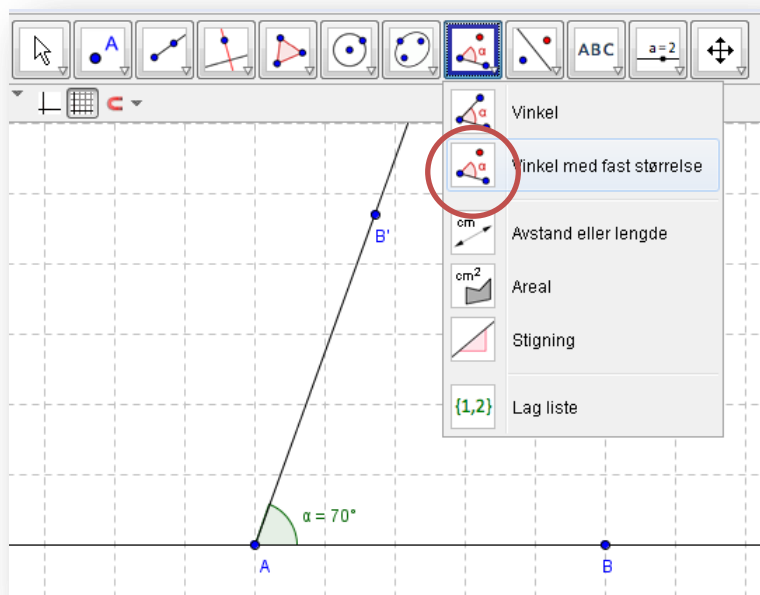 A
ABC
a=2
α
Vinkel
Vinkel med fast størrelse
cm
Avstand eller lengde
cm²
Areal
Stigning
{1,2}
Lag liste
B'
α = 70°
A
B